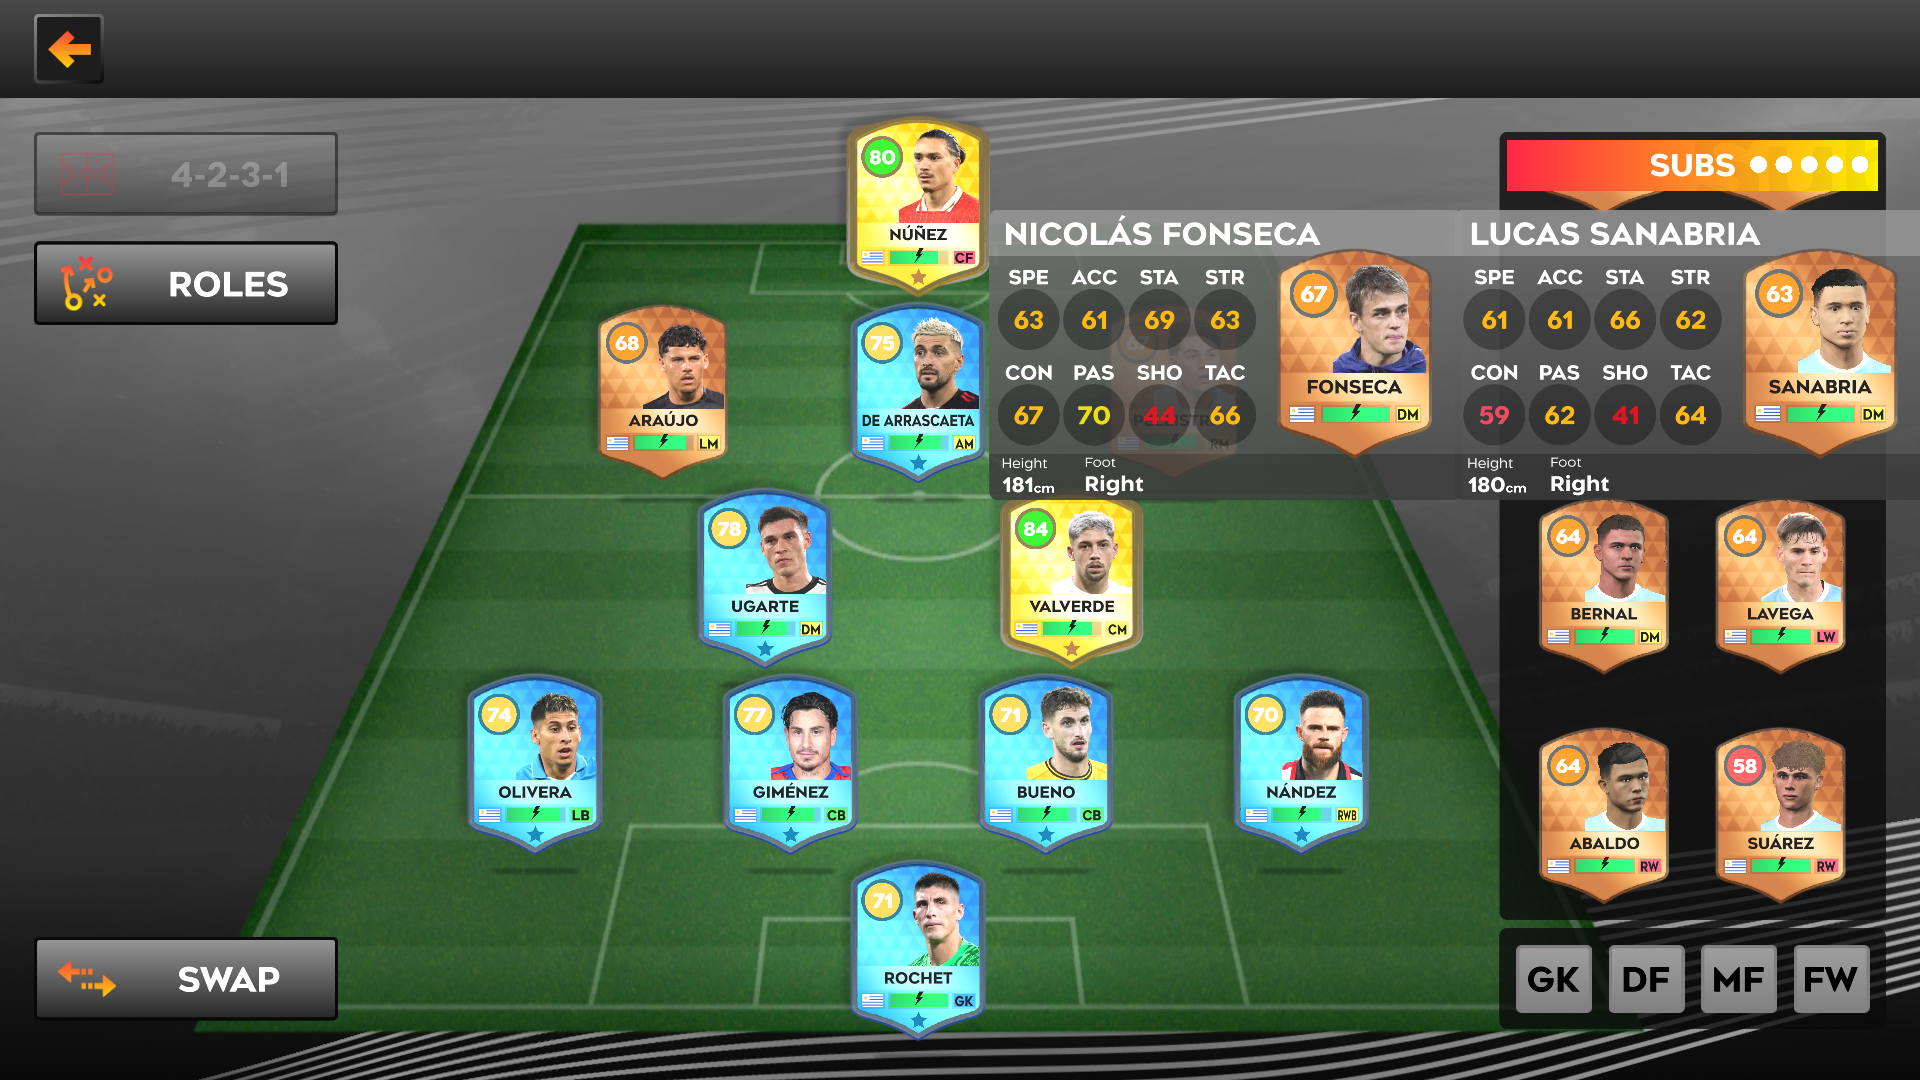 4-2-3-1
ROLES
SWAP
80
NÚÑEZ
CF
68
ARAÚJO
LM
75
DE ARRASCAETA
AM
78
UGARTE
DM
84
VALVERDE
CM
74
OLIVERA
LB
77
GIMÉNEZ
CB
71
BUENO
CB
70
NÁNDEZ
RWB
71
ROCHET
GK
NICOLÁS FONSECA
SPE ACC STA STR
63 61 69 63
CON PAS SHO TAC
67 70 44 66
Height Foot
181cm Right
67
FONSECA
DM
LUCAS SANABRIA
SPE ACC STA STR
61 61 66 62
CON PAS SHO TAC
59 62 41 64
Height Foot
180cm Right
63
SANABRIA
DM
RM
SUBS
64
BERNAL
DM
64
LAVEGA
LW
64
ABALDO
RW
58
SUÁREZ
RW
GK DF MF FW